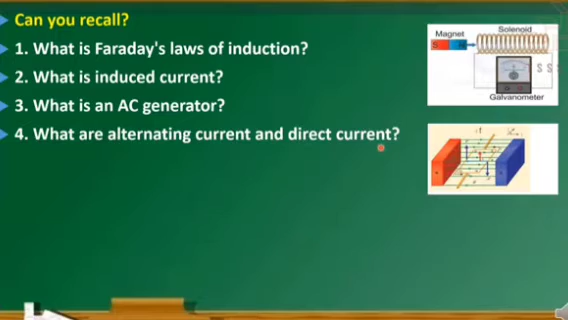 Can you recall?
1. What is Faraday's laws of induction?
2. What is induced current?
3. What is an AC generator?
4. What are alternating current and direct current?
Magnet
Solenoid
S
Galvanometer
S S